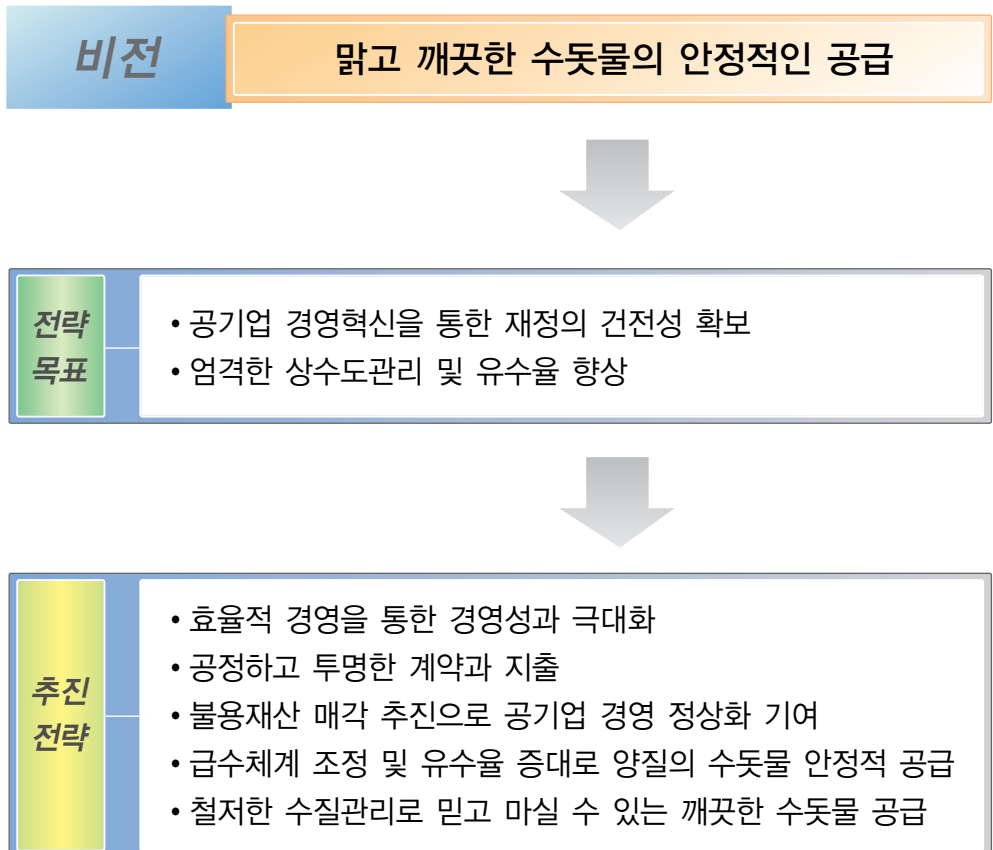 비전
맑고 깨끗한 수돗물의 안정적인 공급
전략
목표
• 공기업 경영혁신을 통한 재정의 건전성 확보
• 엄격한 상수도관리 및 유수율 향상
추진
전략
• 효율적 경영을 통한 경영성과 극대화
• 공정하고 투명한 계약과 지출
• 불용재산 매각 추진으로 공기업 경영 정상화 기여
• 급수체계 조정 및 유수율 증대로 양질의 수돗물 안정적 공급
• 철저한 수질관리로 믿고 마실 수 있는 깨끗한 수돗물 공급